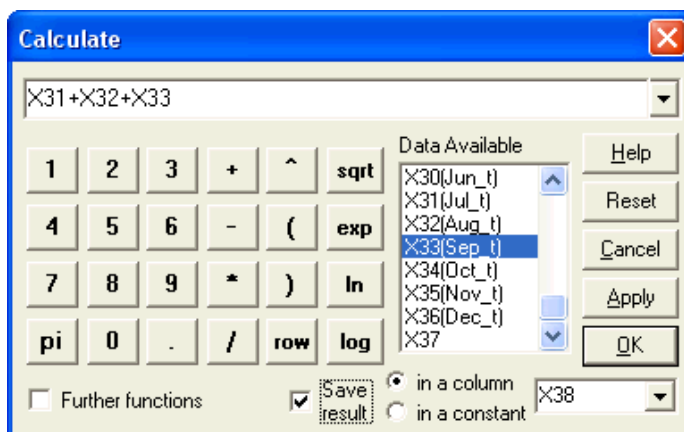 Calculate
X31+X32+X33
Data Available
1 2 3 + ^ sqrt
4 5 6 - ( exp
7 8 9 * ) ln
pi 0 . / row log
X30(Jun_t)
X31(Jul_t)
X32(Aug_t)
X33(Sep_t)
X34(Oct_t)
X35(Nov_t)
X36(Dec_t)
X37
Help
Reset
Cancel
Apply
OK
Further functions
Save
result
in a column
in a constant
X38